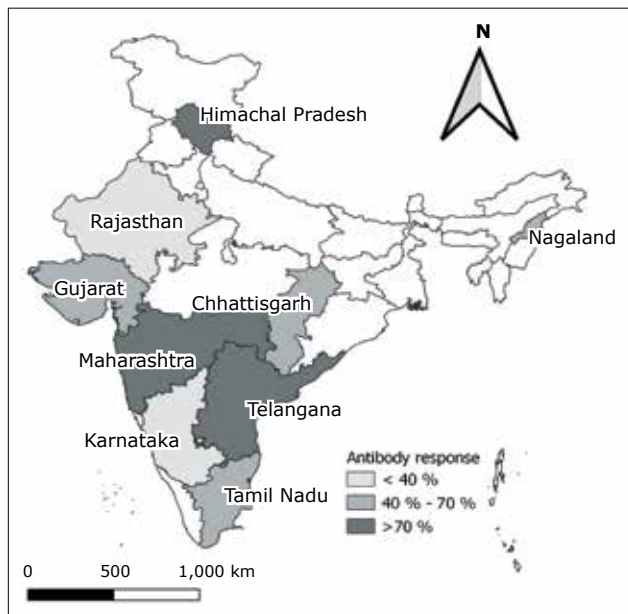 N
Himachal Pradesh
Rajasthan
Nagaland
Gujarat
Chhattisgarh
Maharashtra
Telangana
Karnataka
Antibody response
< 40 %
40 % - 70 %
>70 %
Tamil Nadu
0 500 1,000 km